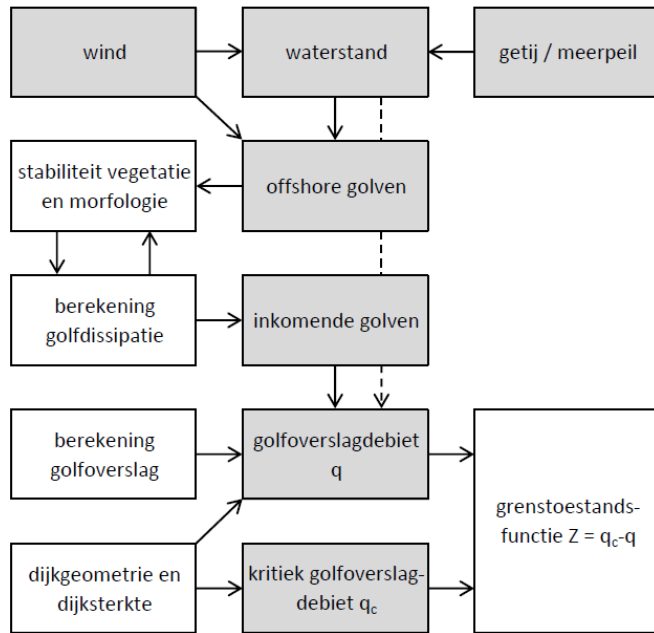 wind
waterstand
getij / meerpeil
stabiliteit vegetatie
en morfologie
offshore golven
berekening
golfdissipatie
inkomende golven
berekening
golfoverslag
golfoverslagdebiet
q
grenstoestands-
functie Z = qc-q
dijkgeometrie en
dijksterkte
kritiek golfoverslag-
debiet qc